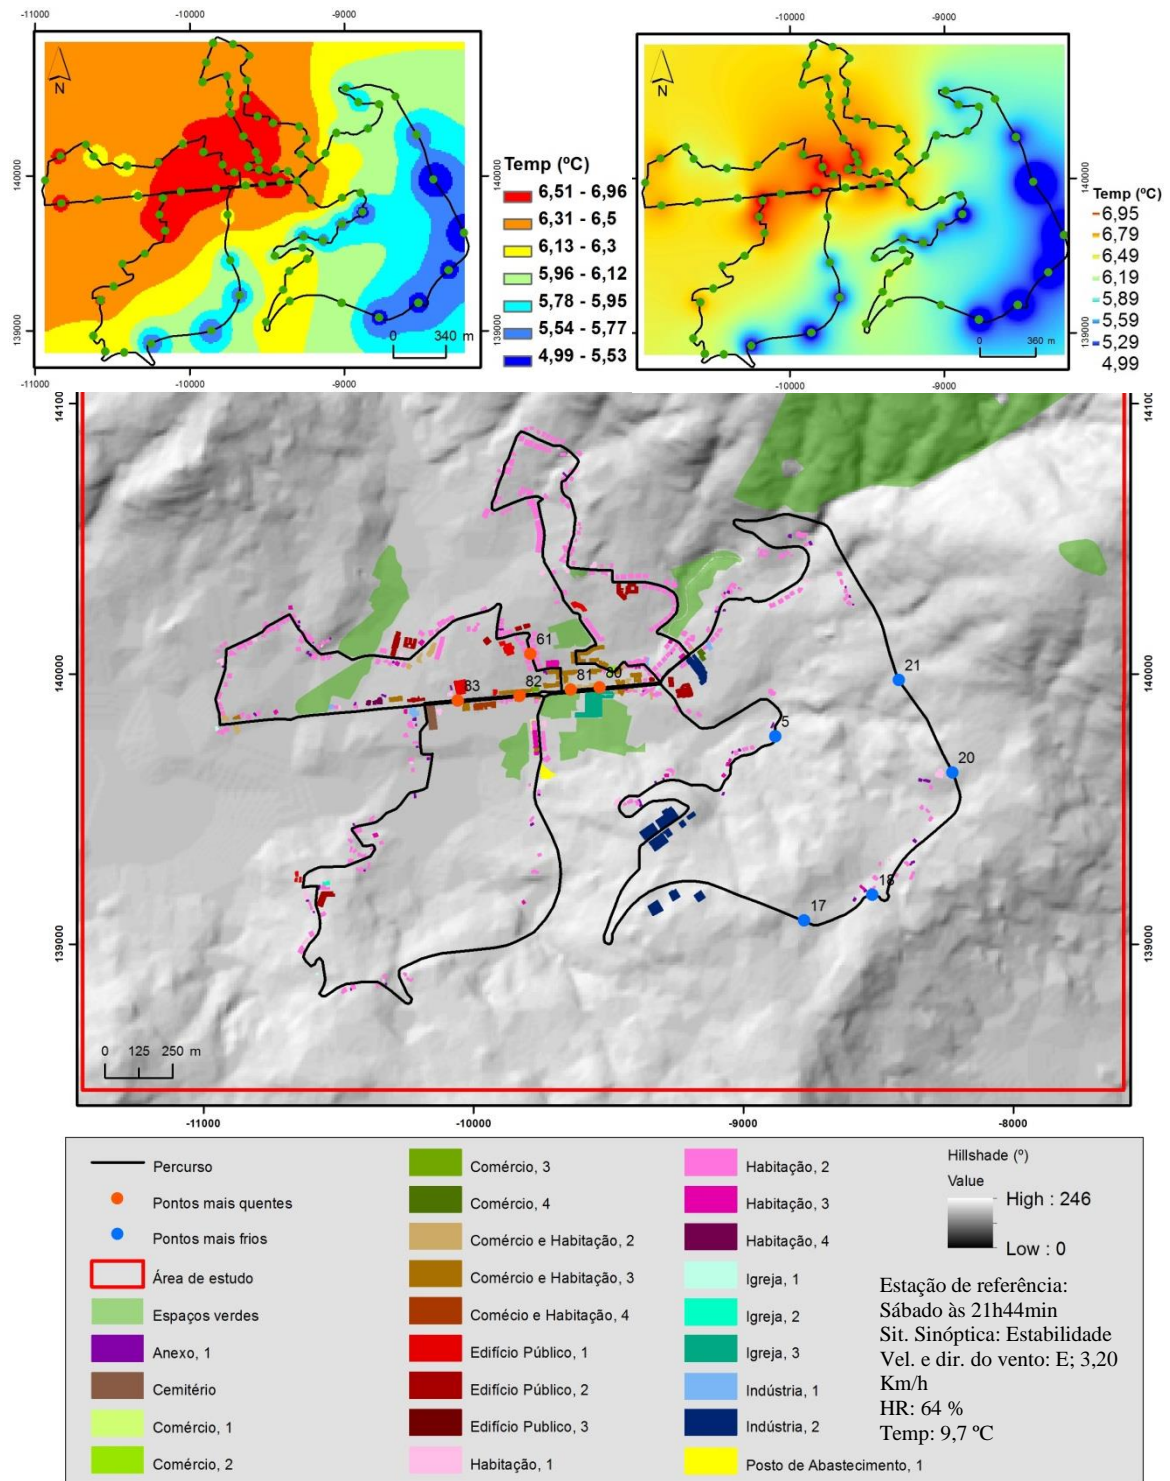 -11000
-10000
-9000
140000
139000
N
0 340 m
-11000
-10000
-9000
Temp (ºC)
6,51 - 6,96
6,31 - 6,5
6,13 - 6,3
5,96 - 6,12
5,78 - 5,95
5,54 - 5,77
4,99 - 5,53
-10000
-9000
N
140000
139000
140000
139000
0 360 m
-10000
-9000
Temp (ºC)
6,95
6,79
6,49
6,19
5,89
5,59
5,29
4,99
14100
14100
140000
140000
139000
139000
61
83
82
81
80
5
21
20
18
17
0 125 250 m
-11000
-10000
-9000
-8000
Percurso
Pontos mais quentes
Pontos mais frios
Área de estudo
Espaços verdes
Anexo, 1
Cemitério
Comércio, 1
Comércio, 2
Comércio, 3
Comércio, 4
Comércio e Habitação, 2
Comércio e Habitação, 3
Comécio e Habitação, 4
Edifício Público, 1
Edifício Público, 2
Edifício Publico, 3
Habitação, 1
Habitação, 2
Habitação, 3
Habitação, 4
Igreja, 1
Igreja, 2
Igreja, 3
Indústria, 1
Indústria, 2
Posto de Abastecimento, 1
Hillshade (º)
Value
High : 246
Low : 0
Estação de referência:
Sábado às 21h44min
Sit. Sinóptica: Estabilidade
Vel. e dir. do vento: E; 3,20
Km/h
HR: 64 %
Temp: 9,7 ºC